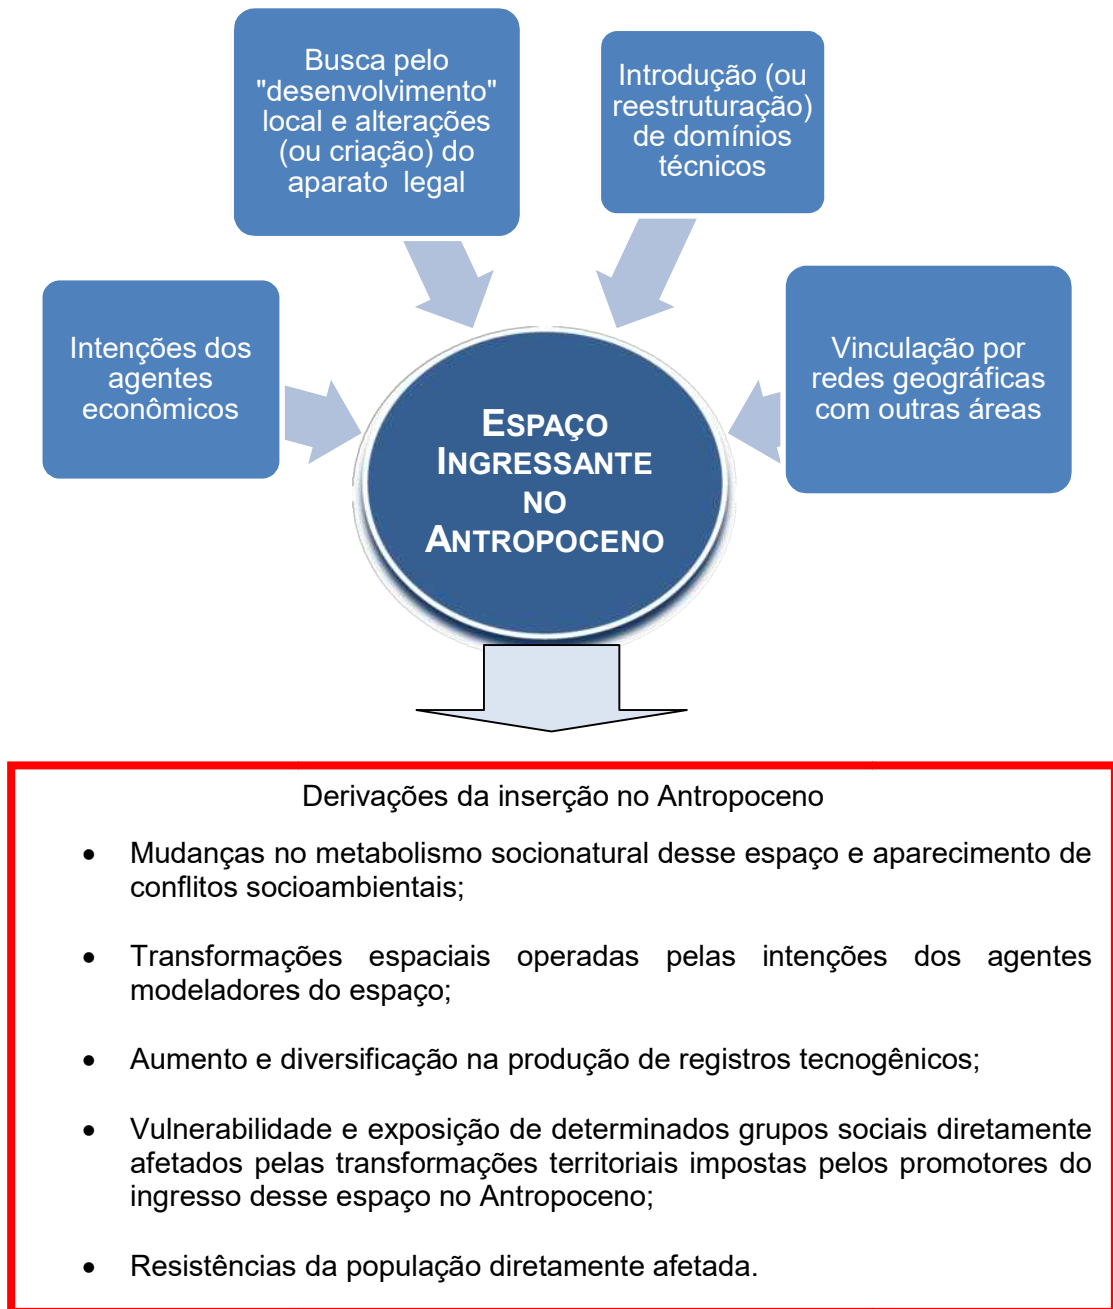 Busca pelo
"desenvolvimento"
local e alterações
(ou criação) do
aparato legal
Introdução (ou
reestruturação)
de domínios
técnicos
Intenções dos
agentes
econômicos
Vinculação por
redes geográficas
com outras áreas
ESPAÇO
INGRESSANTE
NO
ANTROPOCENO
Derivações da inserção no Antropoceno
• Mudanças no metabolismo socionatural desse espaço e aparecimento de
conflitos socioambientais;
• Transformações espaciais operadas pelas intenções dos agentes
modeladores do espaço;
• Aumento e diversificação na produção de registros tecnogênicos;
• Vulnerabilidade e exposição de determinados grupos sociais diretamente
afetados pelas transformações territoriais impostas pelos promotores do
ingresso desse espaço no Antropoceno;
• Resistências da população diretamente afetada.